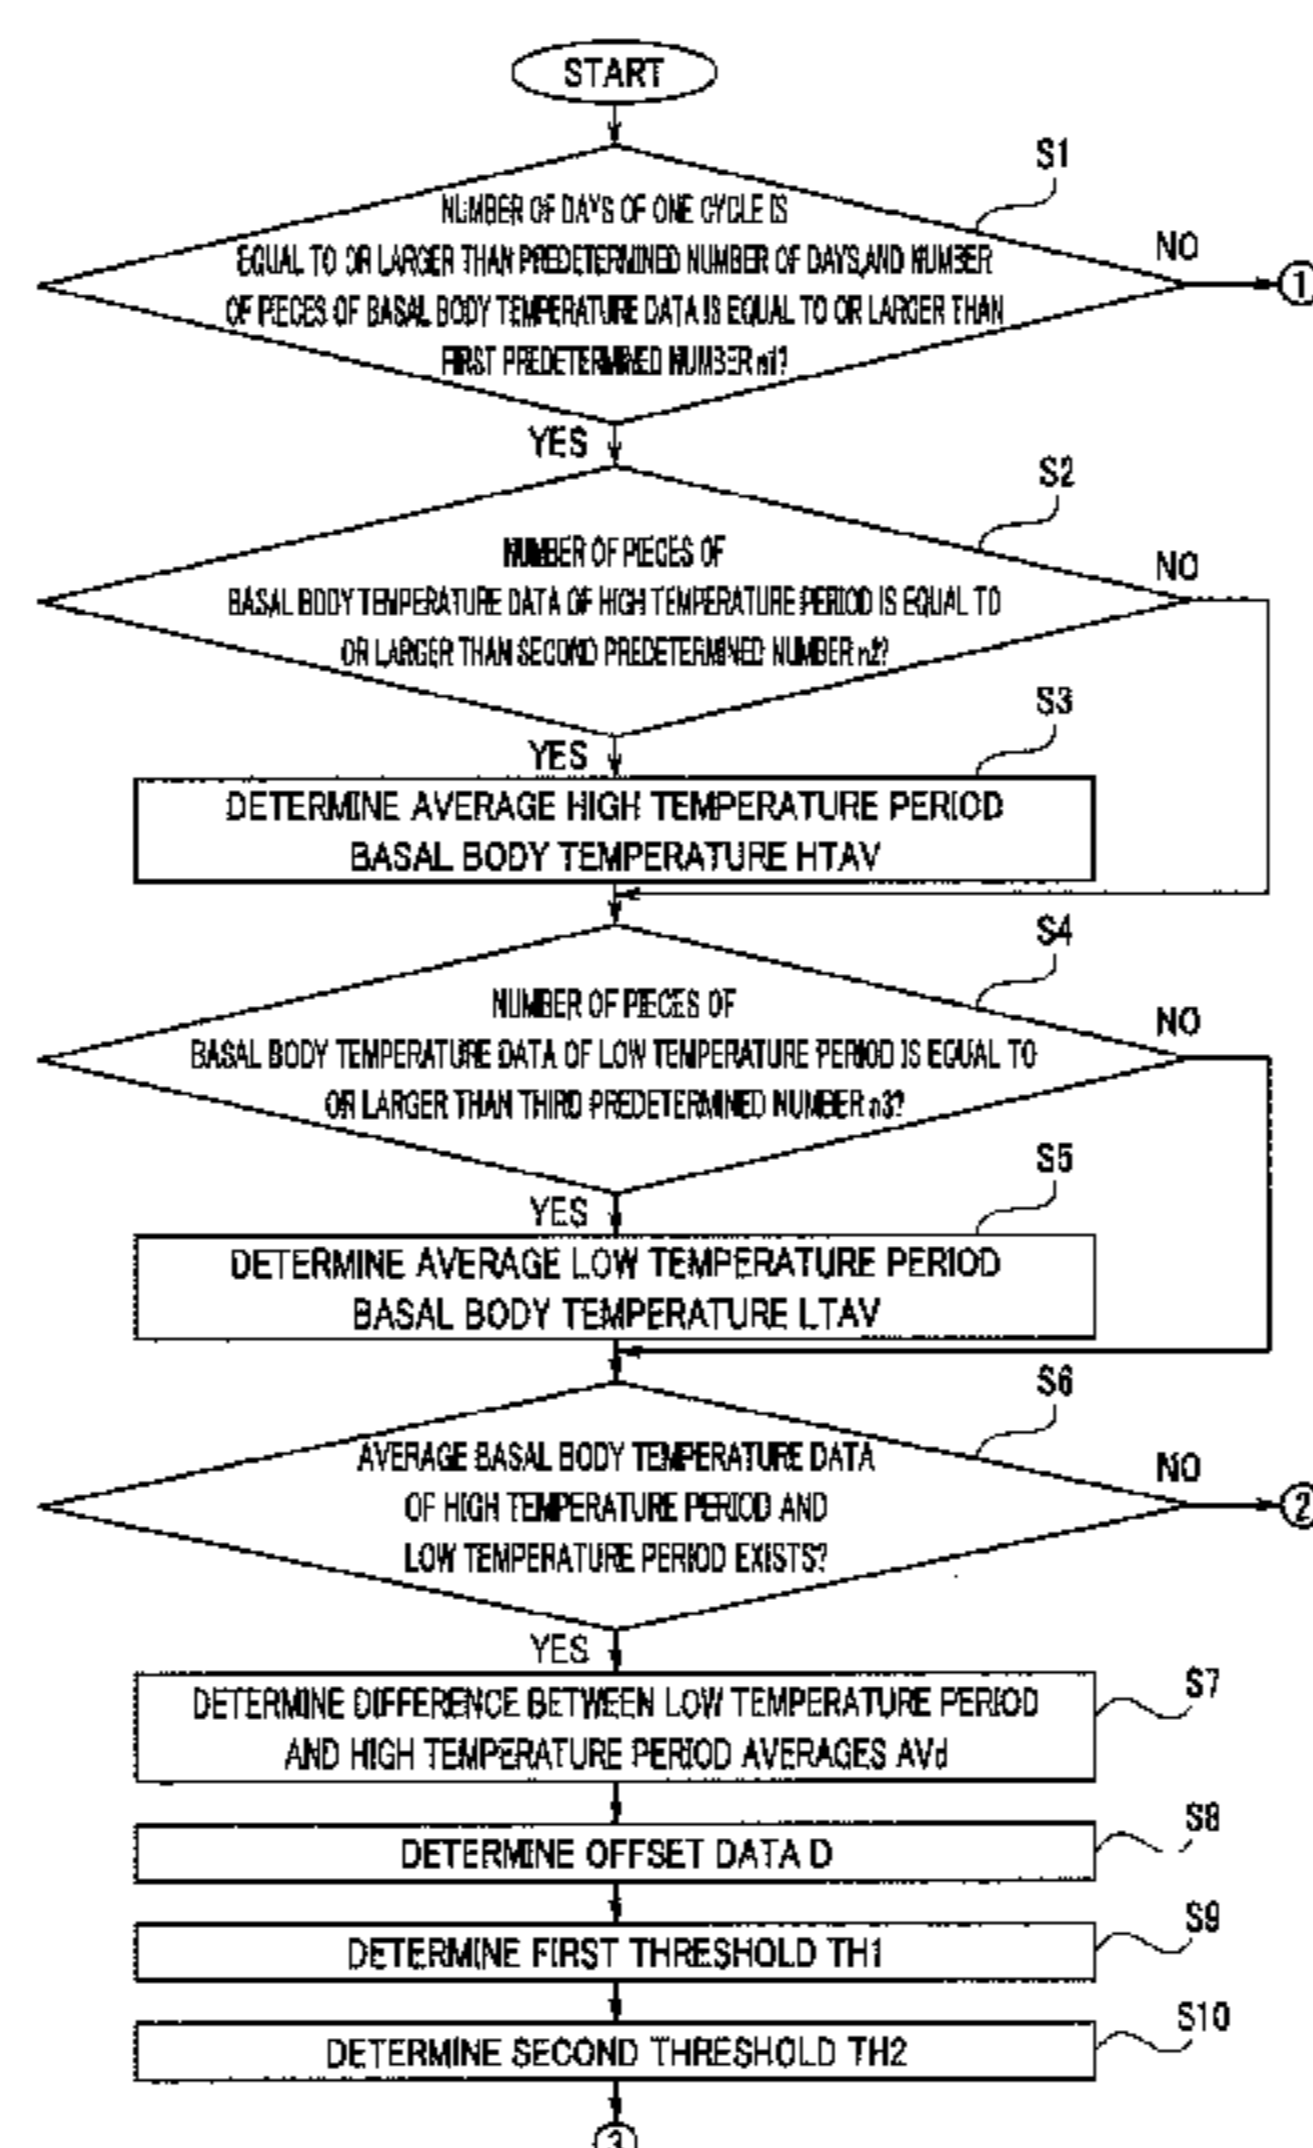 START
S1
NUMBER OF DAYS OF ONE CYCLE IS
EQUAL TO OR LARGER THAN PREDETERMINED NUMBER OF DAYS, AND NUMBER
OF PIECES OF BASAL BODY TEMPERATURE DATA IS EQUAL TO OR LARGER THAN
FIRST PREDETERMINED NUMBER n1?
NO
1
YES
S2
NUMBER OF PIECES OF
BASAL BODY TEMPERATURE DATA OF HIGH TEMPERATURE PERIOD IS EQUAL TO
OR LARGER THAN SECOND PREDETERMINED NUMBER n2?
NO
YES
S3
DETERMINE AVERAGE HIGH TEMPERATURE PERIOD
BASAL BODY TEMPERATURE HTAV
S4
NUMBER OF PIECES OF
BASAL BODY TEMPERATURE DATA OF LOW TEMPERATURE PERIOD IS EQUAL TO
OR LARGER THAN THIRD PREDETERMINED NUMBER n3?
NO
YES
S5
DETERMINE AVERAGE LOW TEMPERATURE PERIOD
BASAL BODY TEMPERATURE LTAV
S6
AVERAGE BASAL BODY TEMPERATURE DATA
OF HIGH TEMPERATURE PERIOD AND
LOW TEMPERATURE PERIOD EXISTS?
NO
2
YES
S7
DETERMINE DIFFERENCE BETWEEN LOW TEMPERATURE PERIOD
AND HIGH TEMPERATURE PERIOD AVERAGES AVd
S8
DETERMINE OFFSET DATA D
S9
DETERMINE FIRST THRESHOLD TH1
S10
DETERMINE SECOND THRESHOLD TH2
3